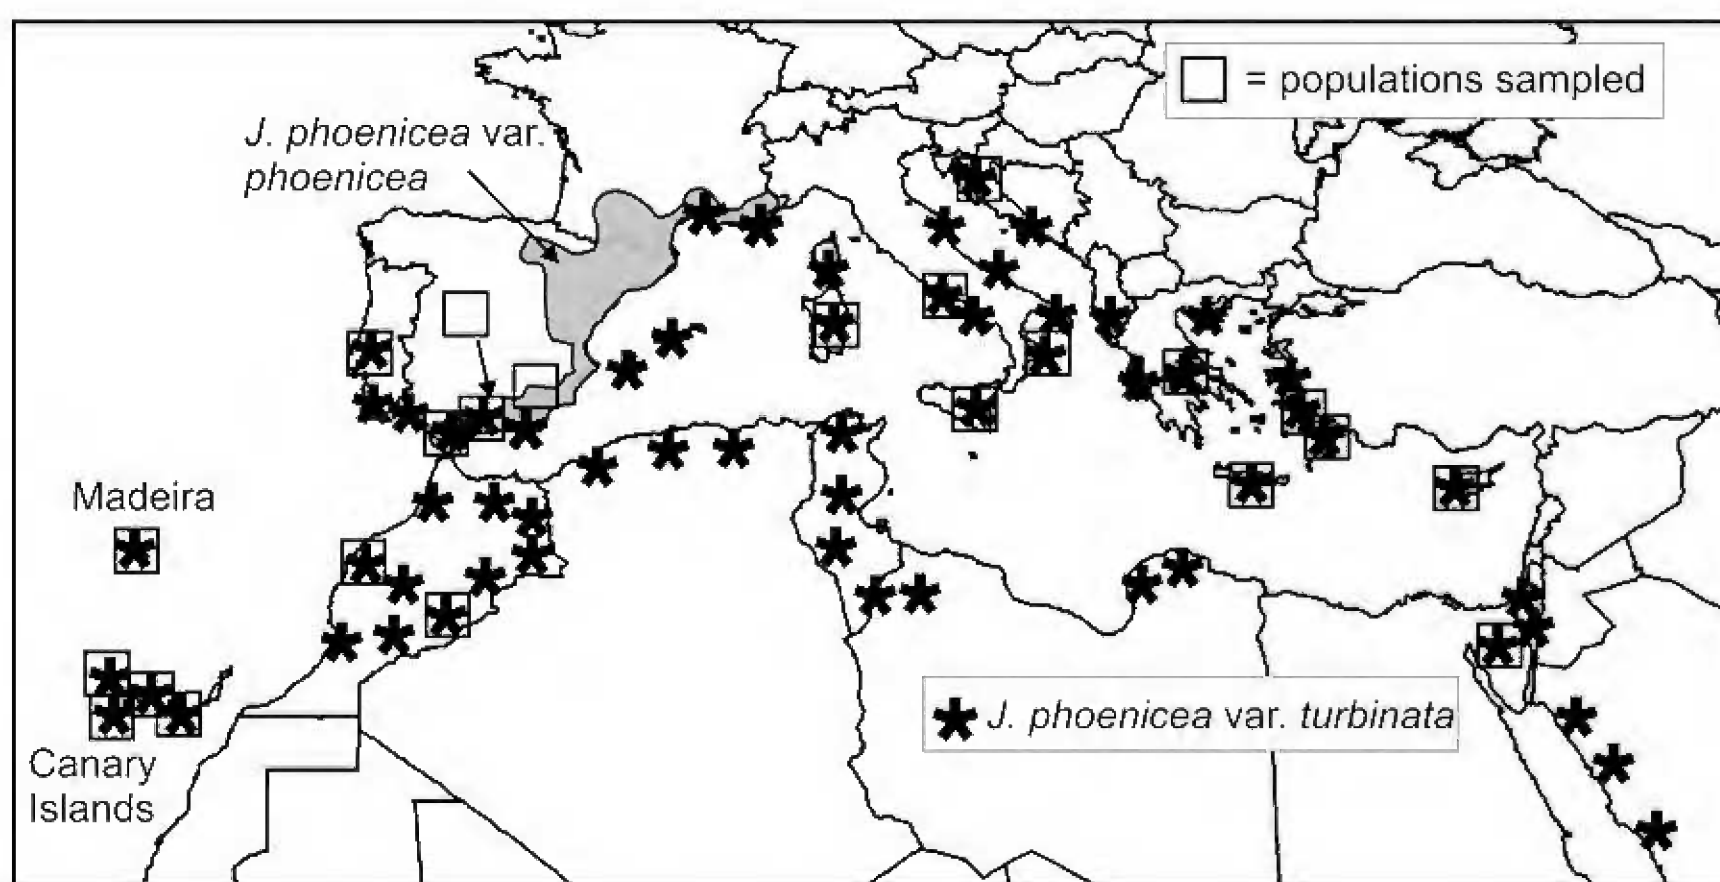 = populations sampled
J. phoenicea var.
phoenicea
Madeira
J. phoenicea var. turbinata
Canary
Islands